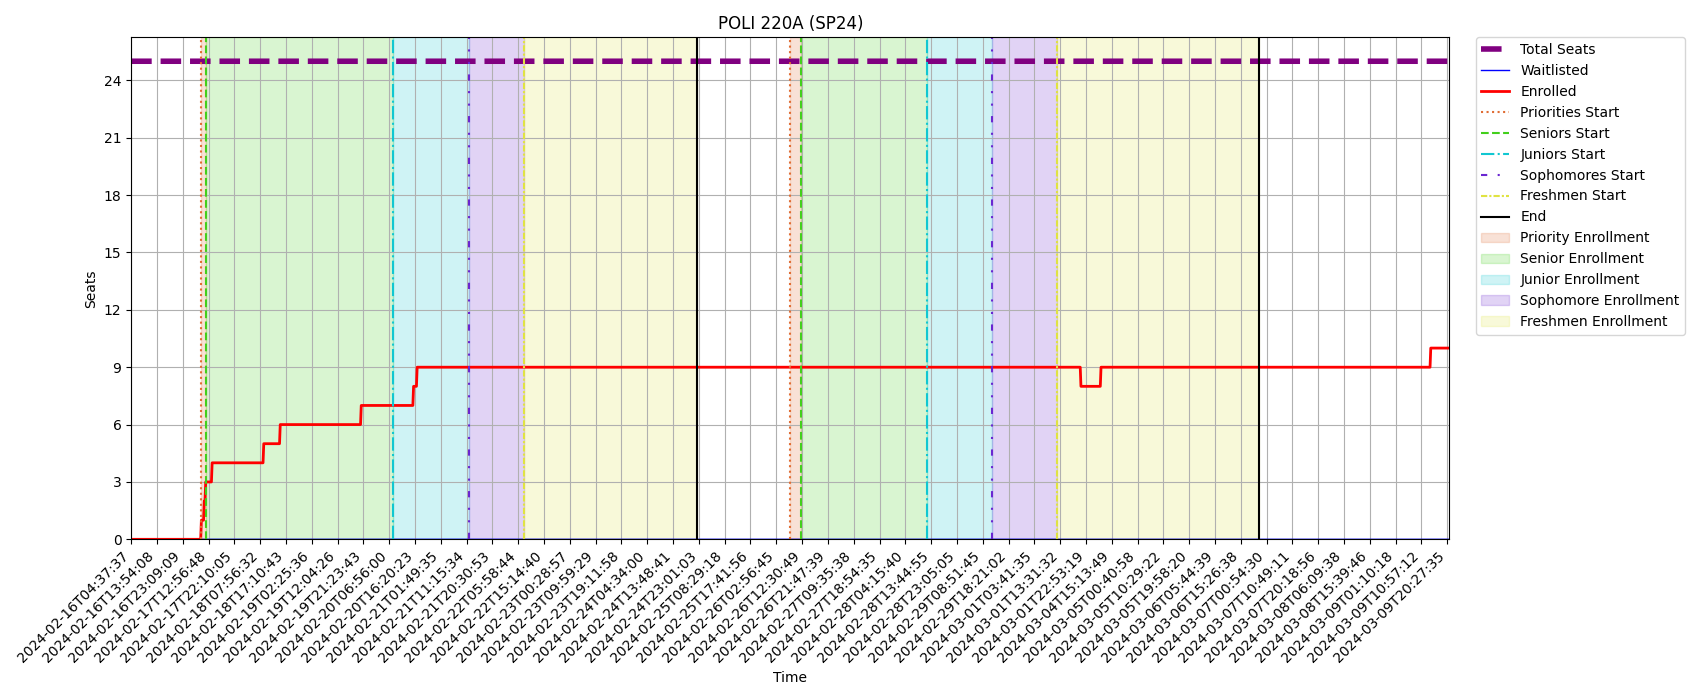 POLI 220A (SP24)
Total Seats
Waitlisted
Enrolled
Priorities Start
Seniors Start
Juniors Start
Sophomores Start
Freshmen Start
End
Priority Enrollment
Senior Enrollment
Junior Enrollment
Sophomore Enrollment
Freshmen Enrollment
Seats
24
21
18
15
12
9
6
3
0
2024-02-16T04:37:37
2024-02-16T13:54:08
2024-02-16T23:09:09
2024-02-17T12:56:48
2024-02-17T22:10:05
2024-02-18T07:56:32
2024-02-18T17:10:43
2024-02-19T02:25:36
2024-02-19T12:04:26
2024-02-19T21:23:43
2024-02-20T06:56:00
2024-02-20T16:20:23
2024-02-21T01:49:35
2024-02-21T11:15:34
2024-02-21T20:30:53
2024-02-22T05:58:44
2024-02-22T15:14:40
2024-02-23T00:28:57
2024-02-23T09:59:29
2024-02-23T19:11:58
2024-02-24T04:34:00
2024-02-24T13:48:41
2024-02-24T23:01:03
2024-02-25T08:29:18
2024-02-25T17:41:56
2024-02-26T02:56:45
2024-02-26T12:30:49
2024-02-26T21:47:39
2024-02-27T09:35:38
2024-02-27T18:54:35
2024-02-28T04:15:40
2024-02-28T13:44:55
2024-02-28T23:05:05
2024-02-29T08:51:45
2024-02-29T18:21:02
2024-03-01T03:41:35
2024-03-01T13:31:32
2024-03-01T22:53:19
2024-03-04T15:13:49
2024-03-05T00:40:58
2024-03-05T10:29:22
2024-03-05T19:58:20
2024-03-06T05:44:39
2024-03-06T15:26:38
2024-03-07T00:54:30
2024-03-07T10:49:11
2024-03-07T20:18:56
2024-03-08T06:09:38
2024-03-08T15:39:46
2024-03-09T01:10:18
2024-03-09T10:57:12
2024-03-09T20:27:35
Time